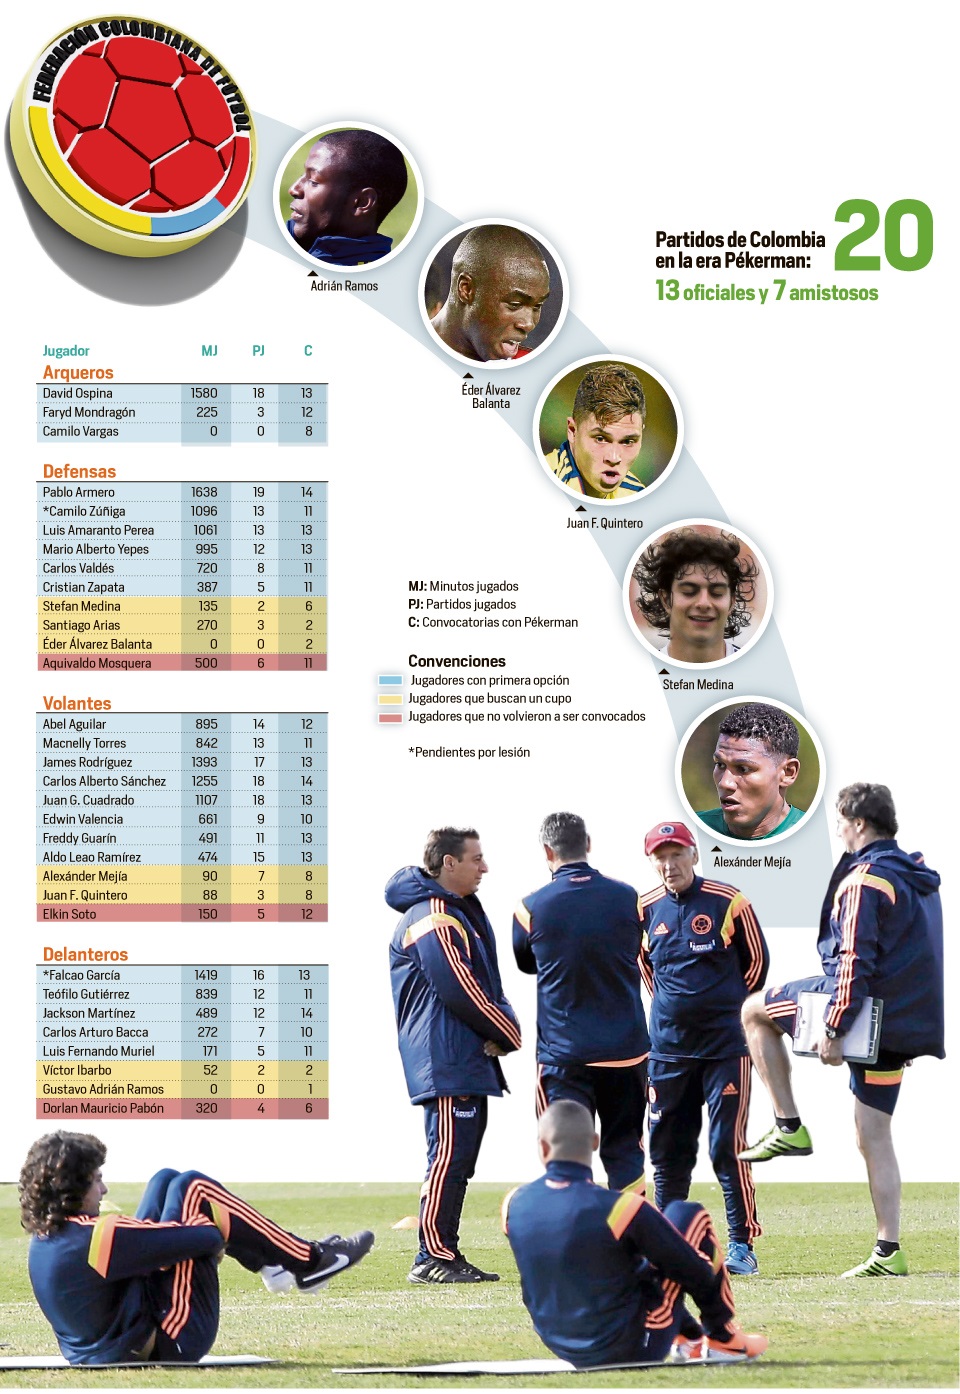 FEDERACIÓN COLOMBIANA DE FÚTBOL
Adrián Ramos
Partidos de Colombia
en la era Pékerman:
20
13 oficiales y 7 amistosos
Éder Álvarez
Balanta
Juan F. Quintero
Stefan Medina
Alexánder Mejía
Jugador MJ PJ C
Arqueros
David Ospina 1580 18 13
Faryd Mondragón 225 3 12
Camilo Vargas 0 0 8
Defensas
Pablo Armero 1638 19 14
*Camilo Zúñiga 1096 13 11
Luis Amaranto Perea 1061 13 13
Mario Alberto Yepes 995 12 13
Carlos Valdés 720 8 11
Cristian Zapata 387 5 11
Stefan Medina 135 2 6
Santiago Arias 270 3 2
Éder Álvarez Balanta 0 0 2
Aquivaldo Mosquera 500 6 11
Volantes
Abel Aguilar 895 14 12
Macnelly Torres 842 13 11
James Rodríguez 1393 17 13
Carlos Alberto Sánchez 1255 18 14
Juan G. Cuadrado 1107 18 13
Edwin Valencia 661 9 10
Freddy Guarín 491 11 13
Aldo Leao Ramírez 474 15 13
Alexánder Mejía 90 7 8
Juan F. Quintero 88 3 8
Elkin Soto 150 5 12
Delanteros
*Falcao García 1419 16 13
Teófilo Gutiérrez 839 12 11
Jackson Martínez 489 12 14
Carlos Arturo Bacca 272 7 10
Luis Fernando Muriel 171 5 11
Víctor Ibarbo 52 2 2
Gustavo Adrián Ramos 0 0 1
Dorlan Mauricio Pabón 320 4 6
MJ: Minutos jugados
PJ: Partidos jugados
C: Convocatorias con Pékerman
Convenciones
Jugadores con primera opción
Jugadores que buscan un cupo
Jugadores que no volvieron a ser convocados
*Pendientes por lesión
AGUILA
AGUILA